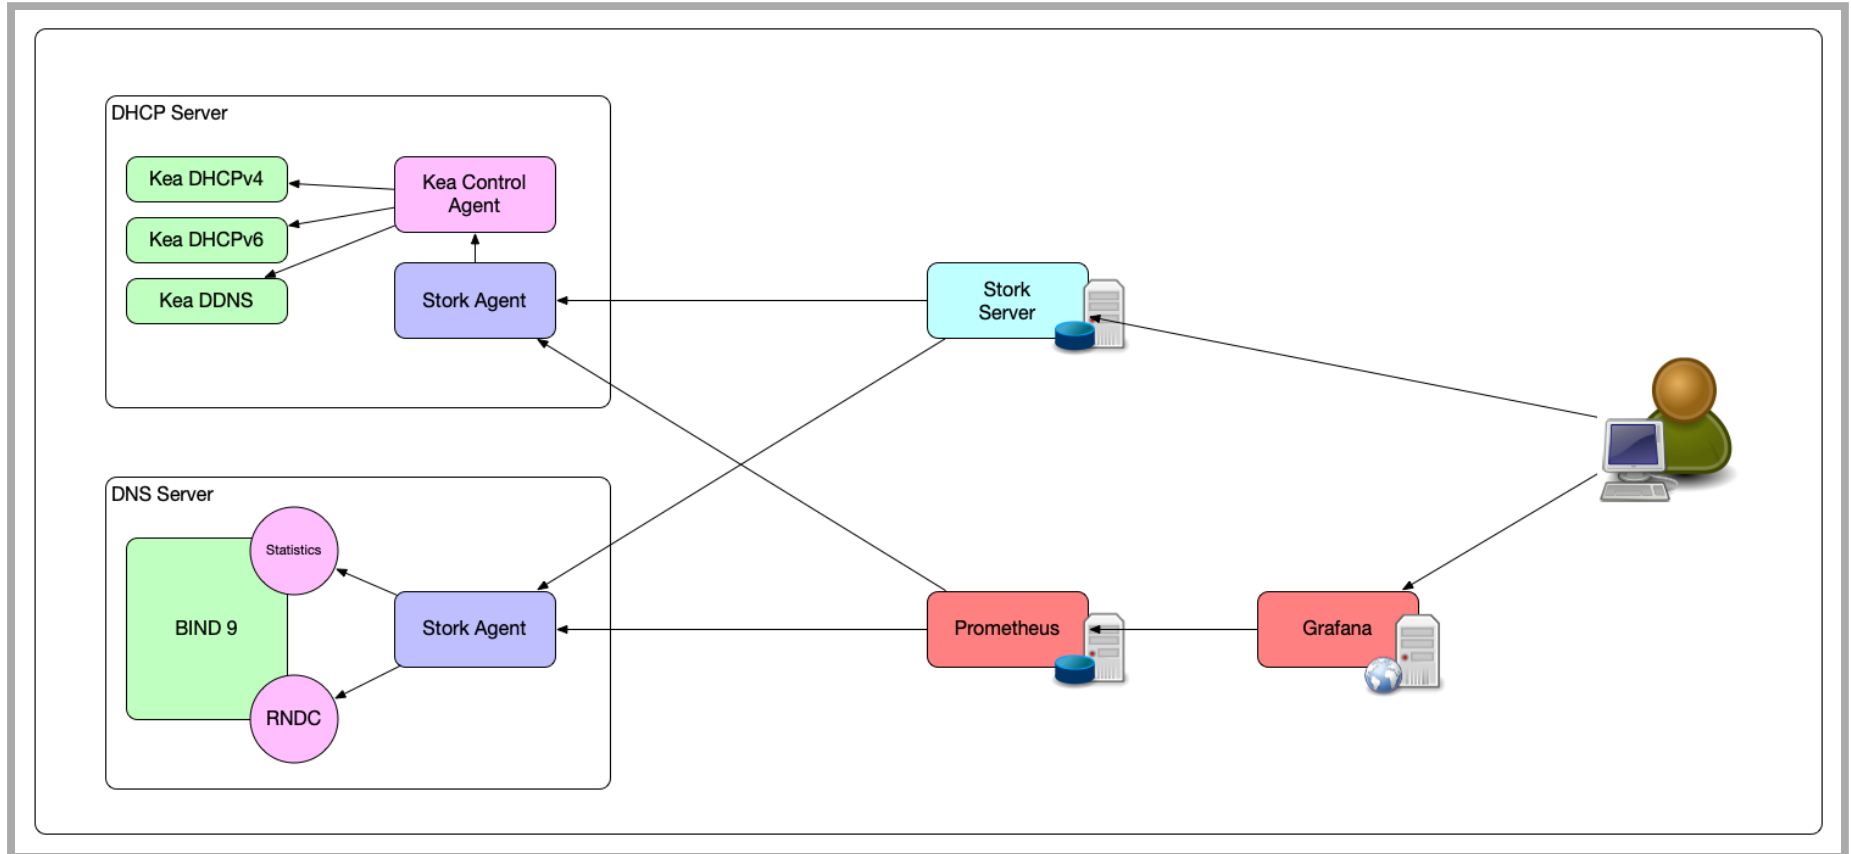 DHCP Server
Kea DHCPv4
Kea Control
Agent
Kea DHCPv6
Kea DDNS
Stork Agent
Stork
Server
DNS Server
Statistics
BIND 9
Stork Agent
RNDC
Prometheus
Grafana